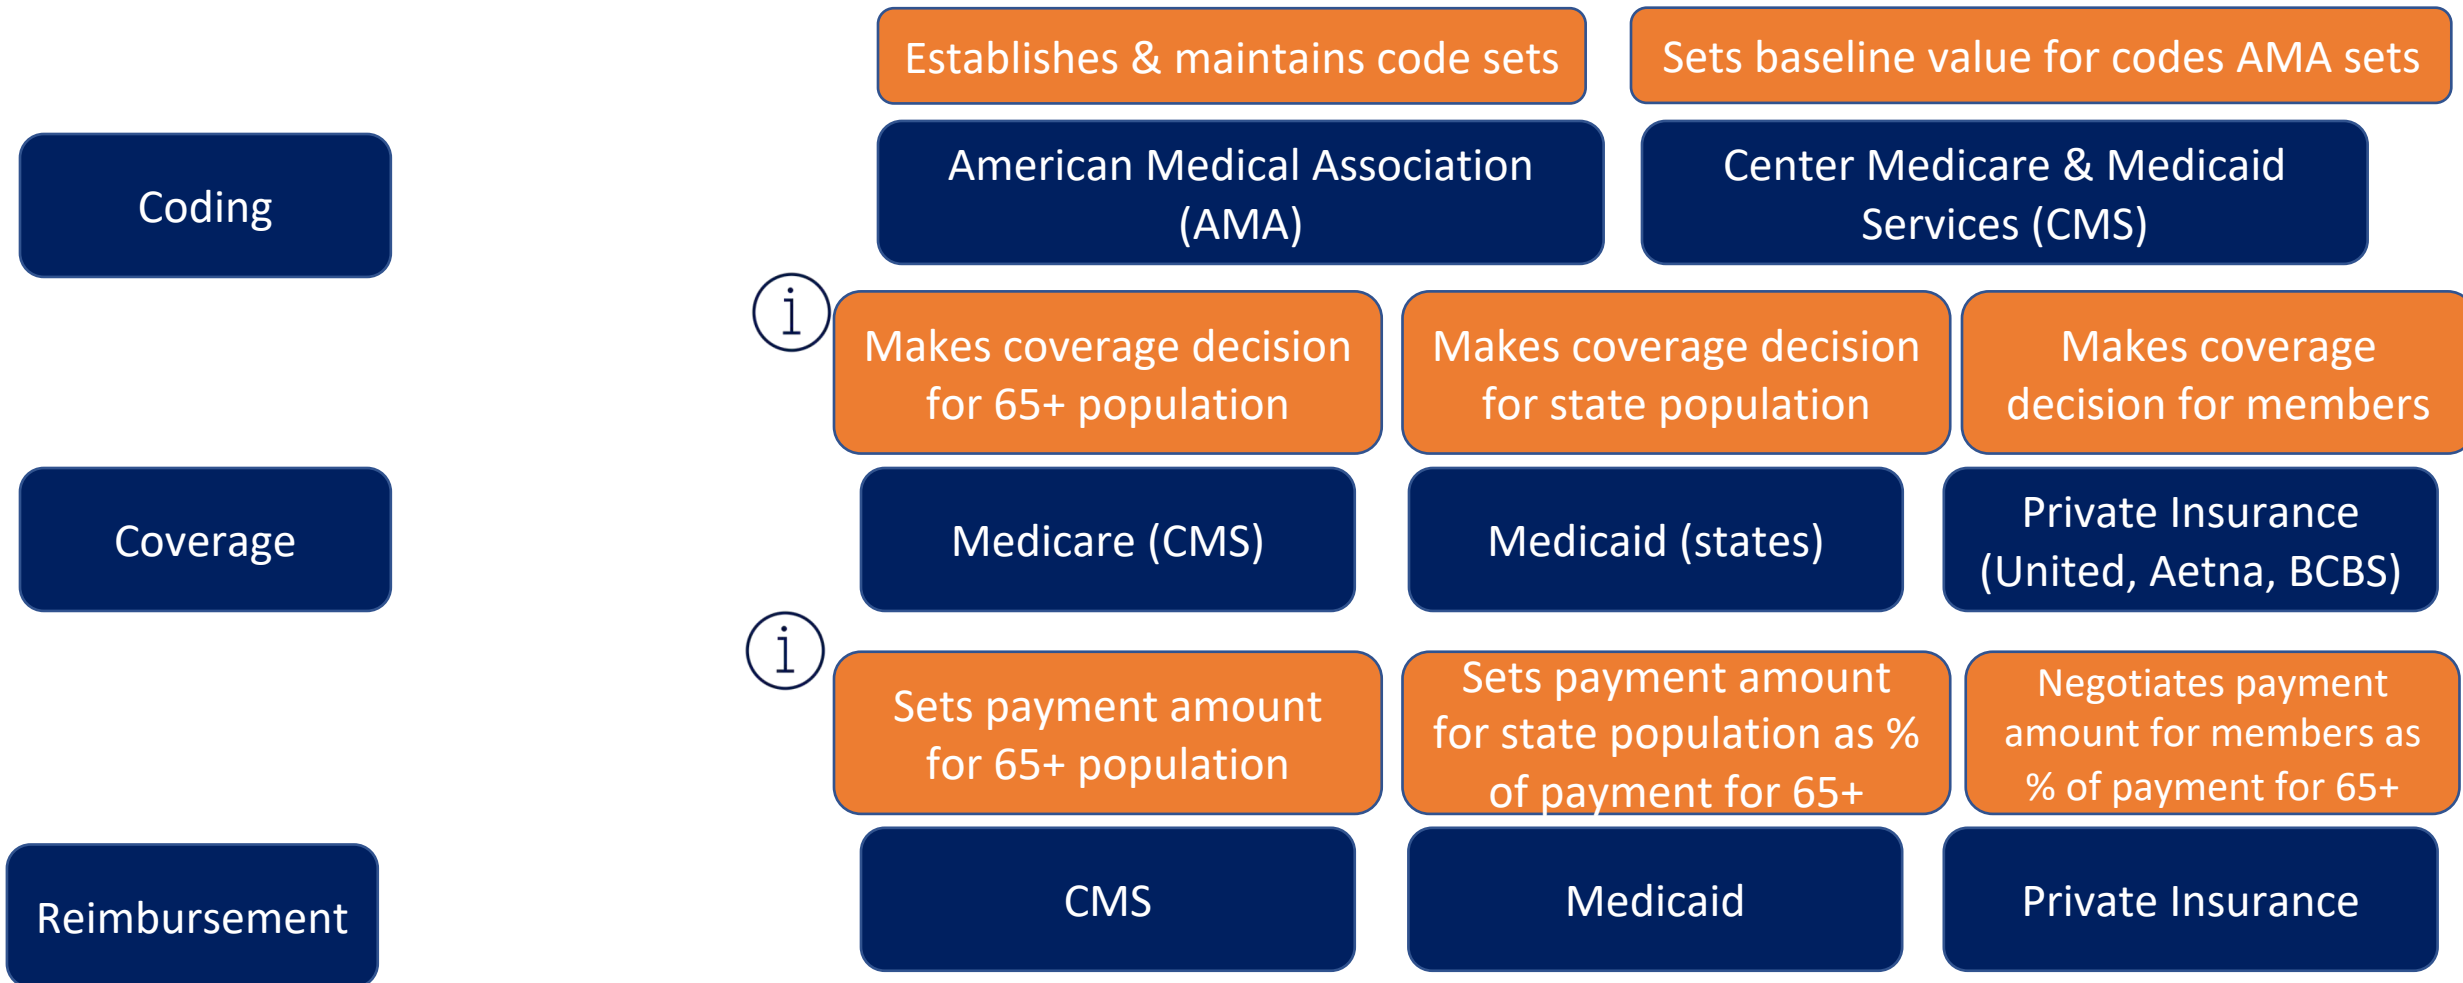 Establishes & maintains code sets
Sets baseline value for codes AMA sets
Coding
American Medical Association
(AMA)
Center Medicare & Medicaid
Services (CMS)
i
Makes coverage decision
for 65+ population
Makes coverage decision
for state population
Makes coverage
decision for members
Coverage
Medicare (CMS)
Medicaid (states)
Private Insurance
(United, Aetna, BCBS)
i
Sets payment amount
for 65+ population
Sets payment amount
for state population as %
of payment for 65+
Negotiates payment
amount for members as
% of payment for 65+
Reimbursement
CMS
Medicaid
Private Insurance